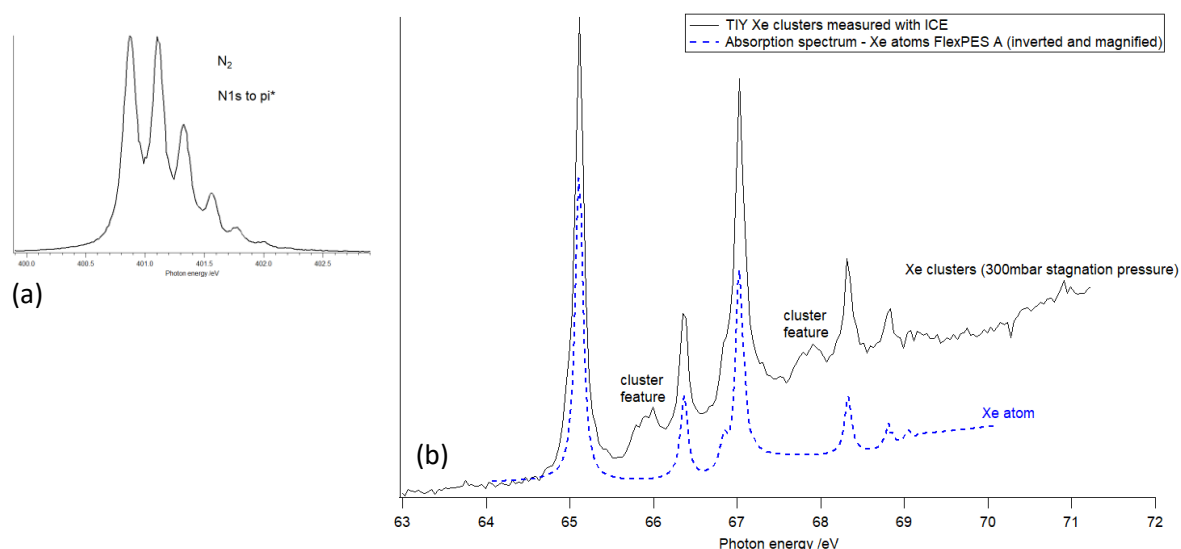 N2
N1s to pi*
400.0 400.5 401.0 401.5 402.0 402.5
Photon energy /eV
(a)
TIY Xe clusters measured with ICE
Absorption spectrum - Xe atoms FlexPES A (inverted and magnified)
Xe clusters (300mbar stagnation pressure)
cluster
feature
cluster
feature
Xe atom
(b)
63 64 65 66 67 68 69 70 71 72
Photon energy /eV